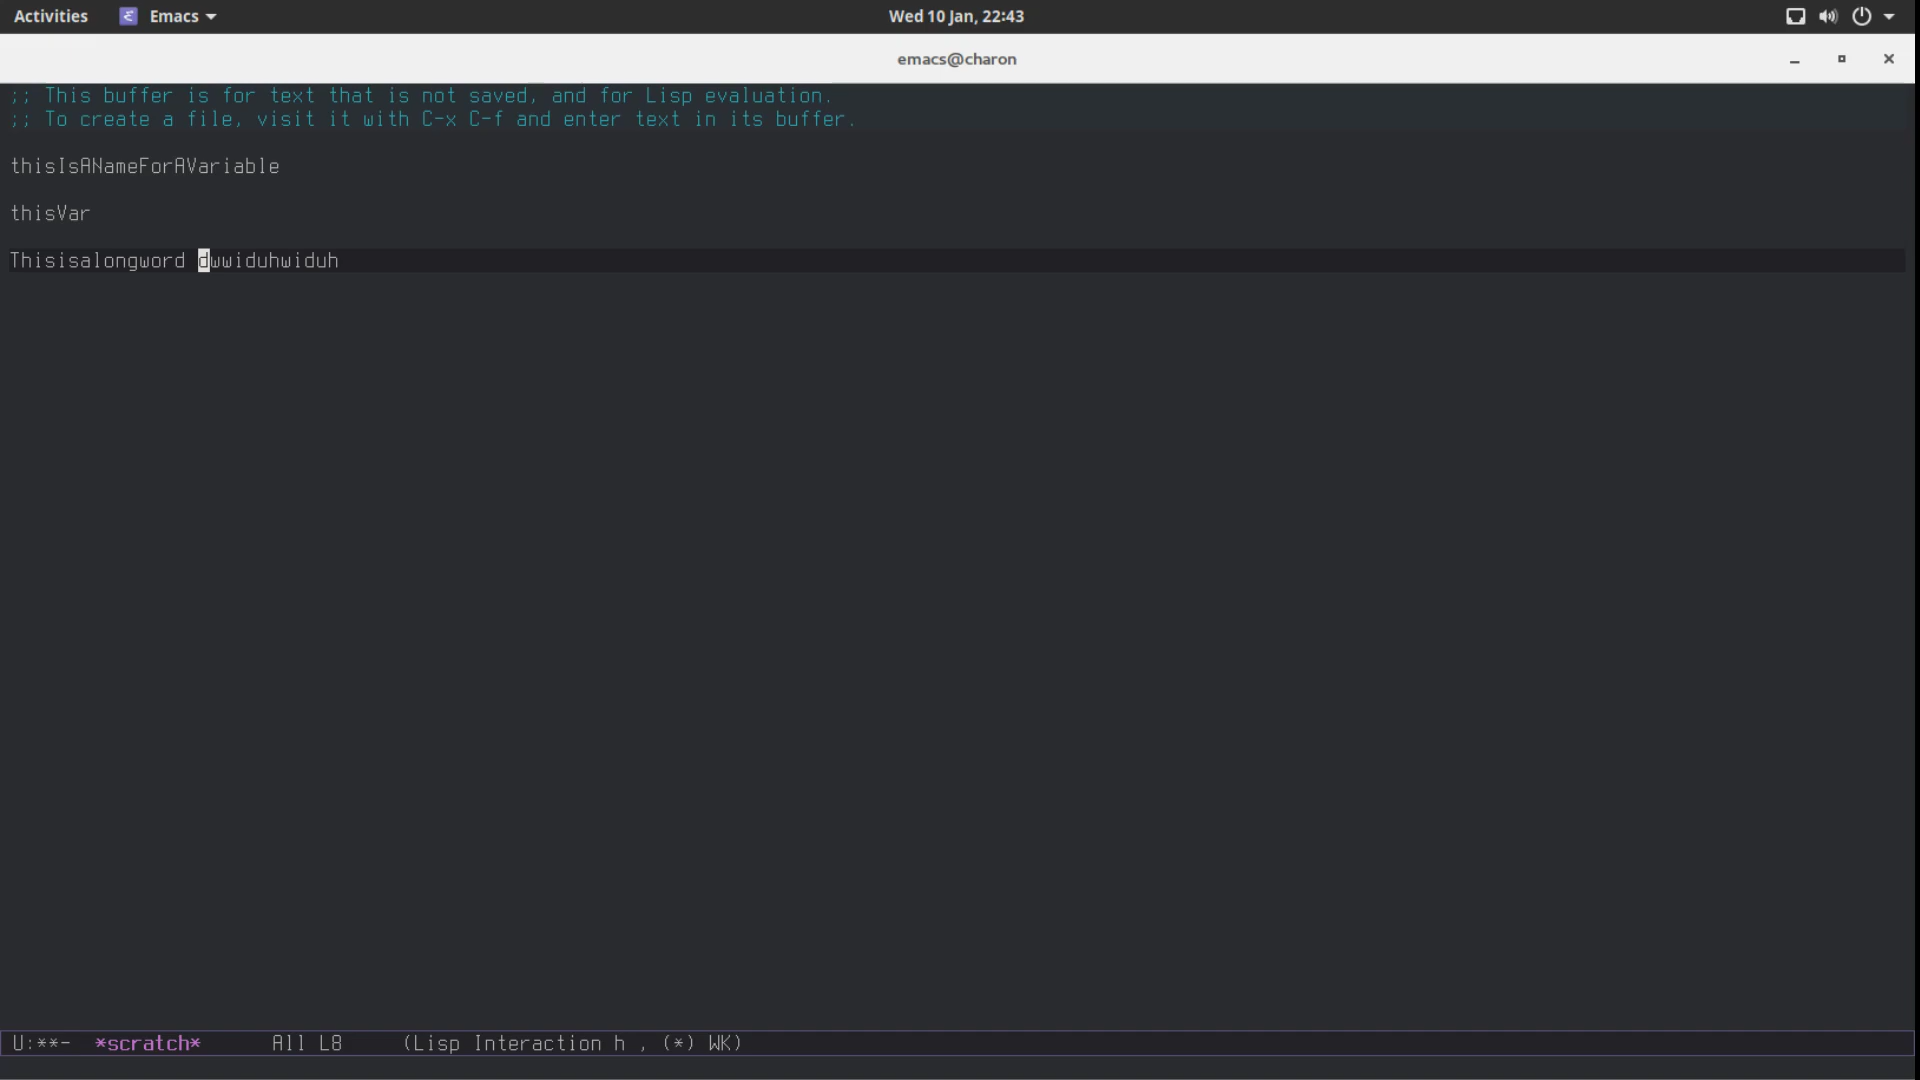 Activities Emacs Wed 10 Jan, 22:43
emacs@charon
;; This buffer is for text that is not saved, and for Lisp evaluation.
;; To create a file, visit it with C-x C-f and enter text in its buffer.
thisIsANameForAVariable
thisVar
Thisisalongword dwwiduhwiduh
U:**- *scratch* All L8 (Lisp Interaction h , (*) WK)